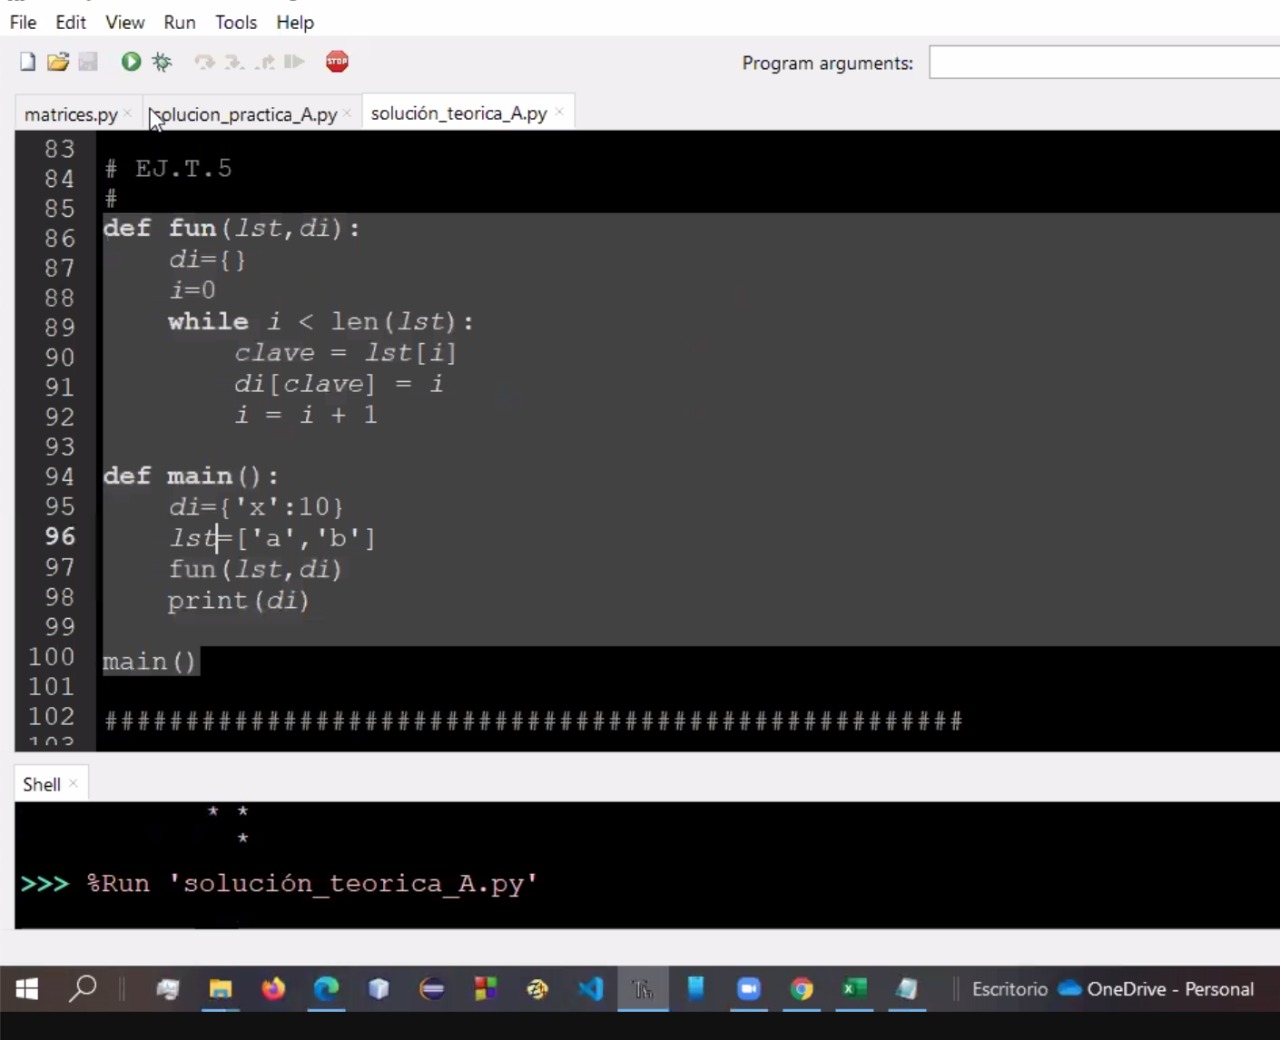 File Edit View Run Tools Help
Program arguments:
matrices.py × solucion_practica_A.py × solución_teorica_A.py ×
83
84 # EJ.T.5
85 #
86 def fun(lst,di):
87     di={}
88     i=0
89     while i < len(lst):
90         clave = lst[i]
91         di[clave] = i
92         i = i + 1
93
94 def main():
95     di={'x':10}
96     lst=['a','b']
97     fun(lst,di)
98     print(di)
99
100 main()
101
102 #####################################################
103
Shell ×
* *
*
>>> %Run 'solución_teorica_A.py'
Escritorio OneDrive - Personal